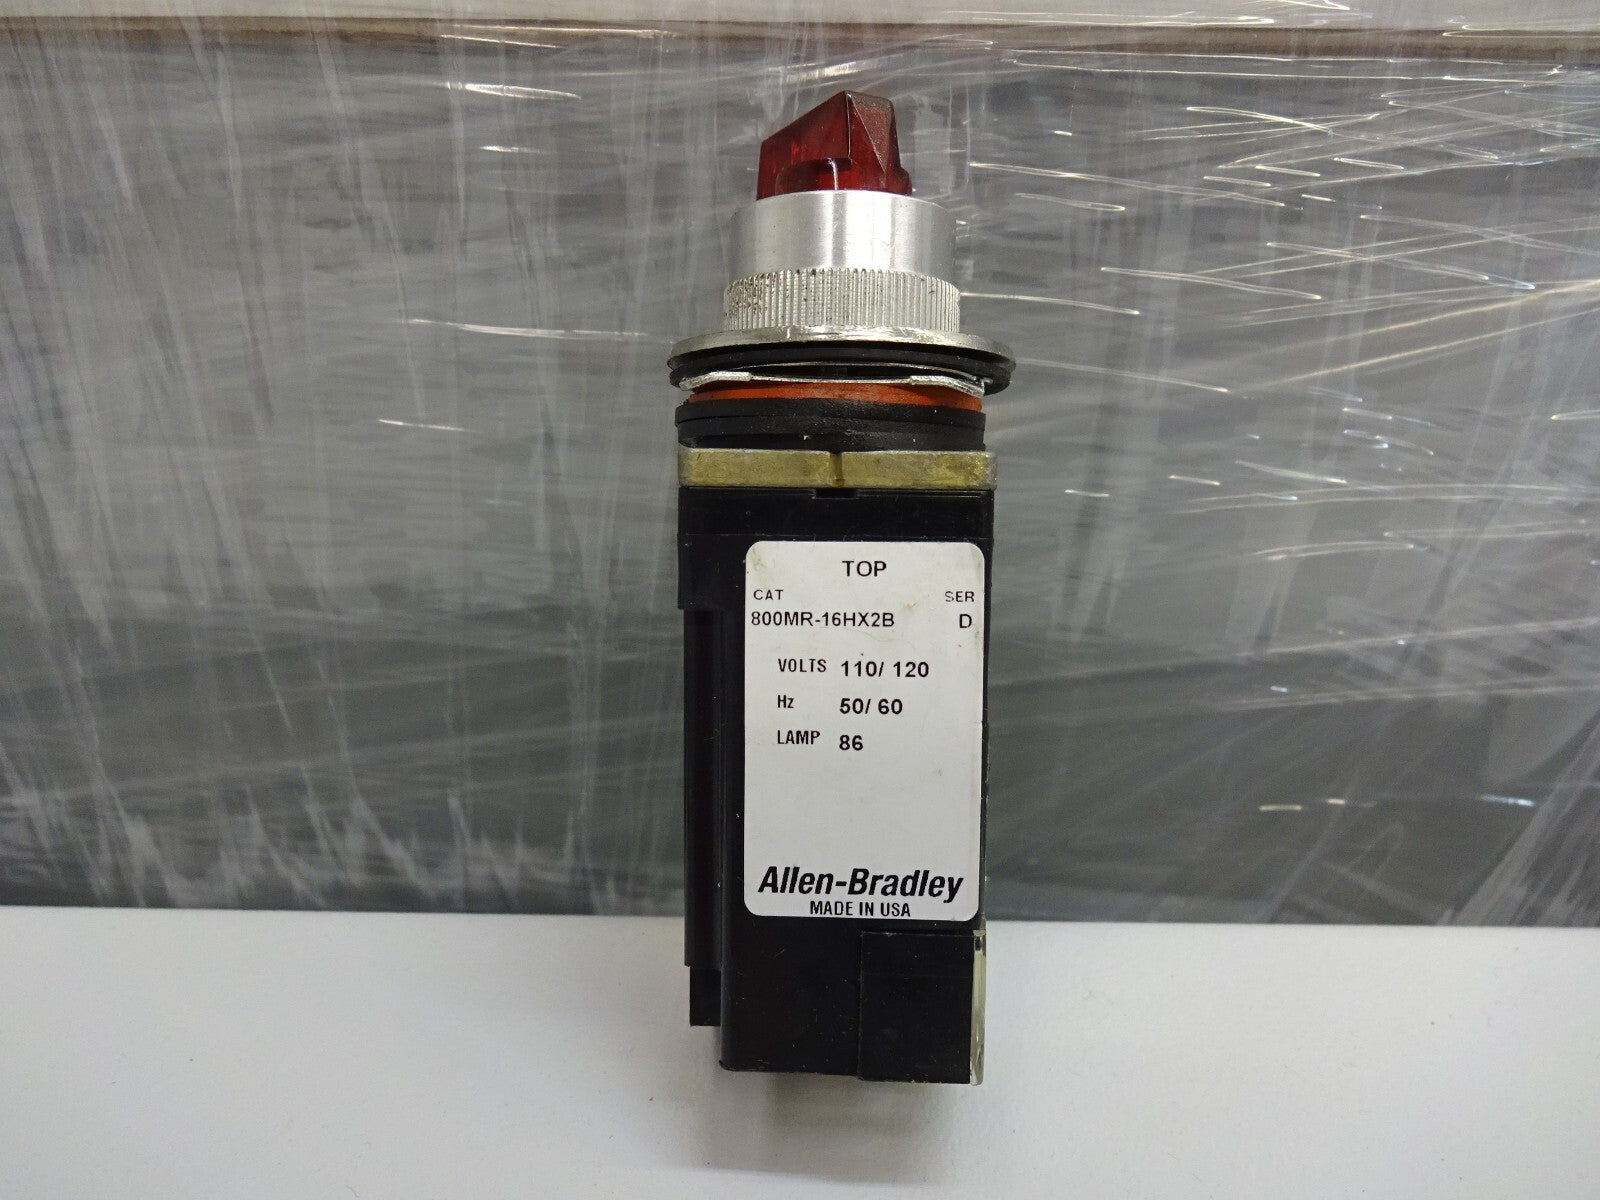 TOP
CAT SER
800MR-16HX2B D
VOLTS 110/ 120
Hz 50/ 60
LAMP 86
Allen-Bradley
MADE IN USA